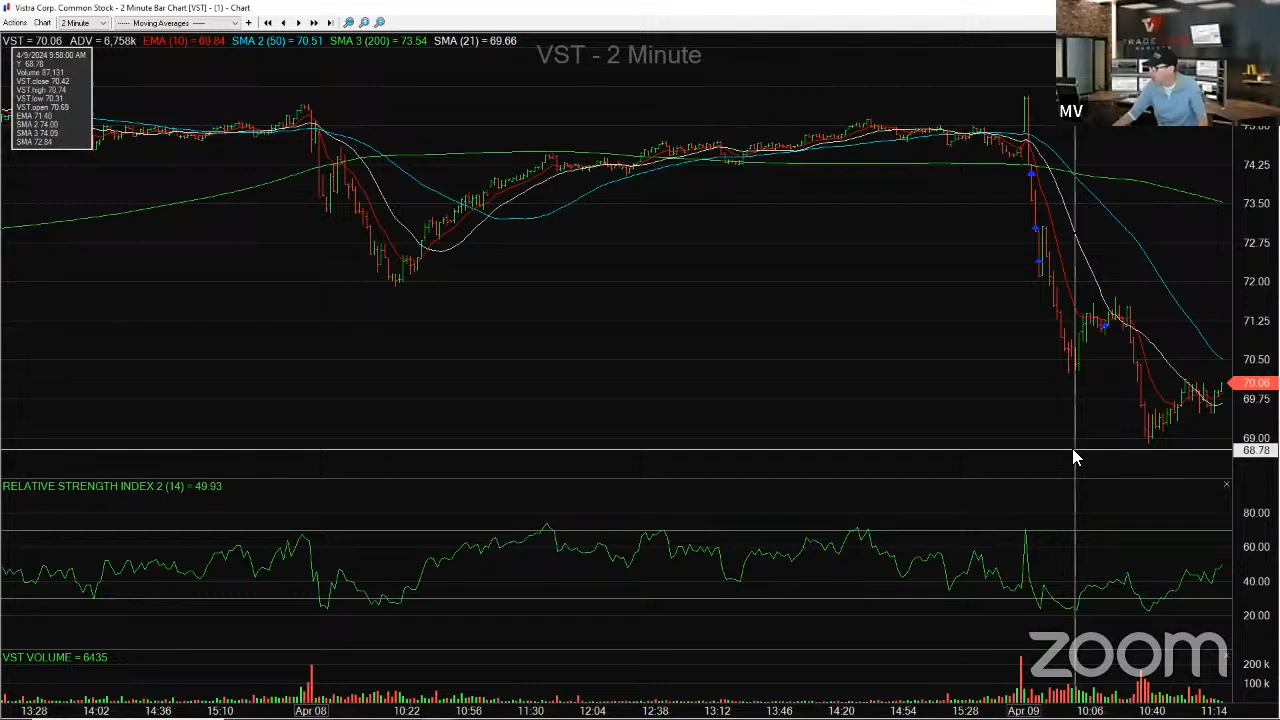 Vistra Corp. Common Stock - 2 Minute Bar Chart [VST] - (1) - Chart
Actions Chart 2 Minute Moving Averages
VST = 70.06 ADV = 6,758k EMA (10) = 69.84 SMA 2 (50) = 70.51 SMA 3 (200) = 73.54 SMA (21) = 69.66
VST - 2 Minute
4/9/2024 9:58:00 AM
Y 68.78
Volume 87,131
VST.close 70.42
VST.high 70.74
VST.low 70.31
VST.open 70.69
EMA 71.40
SMA 2 74.00
SMA 3 74.09
SMA 72.84
MV
75.00
74.25
73.50
72.75
72.00
71.25
70.50
70.06
69.75
69.00
68.78
RELATIVE STRENGTH INDEX 2 (14) = 49.93
80.00
60.00
40.00
20.00
zoom
VST VOLUME = 6435
200 k
100 k
13:28 14:02 14:36 15:10 Apr 08 10:22 10:56 11:30 12:04 12:38 13:12 13:44 14:20 14:54 15:28 Apr 09 10:06 10:40 11:14